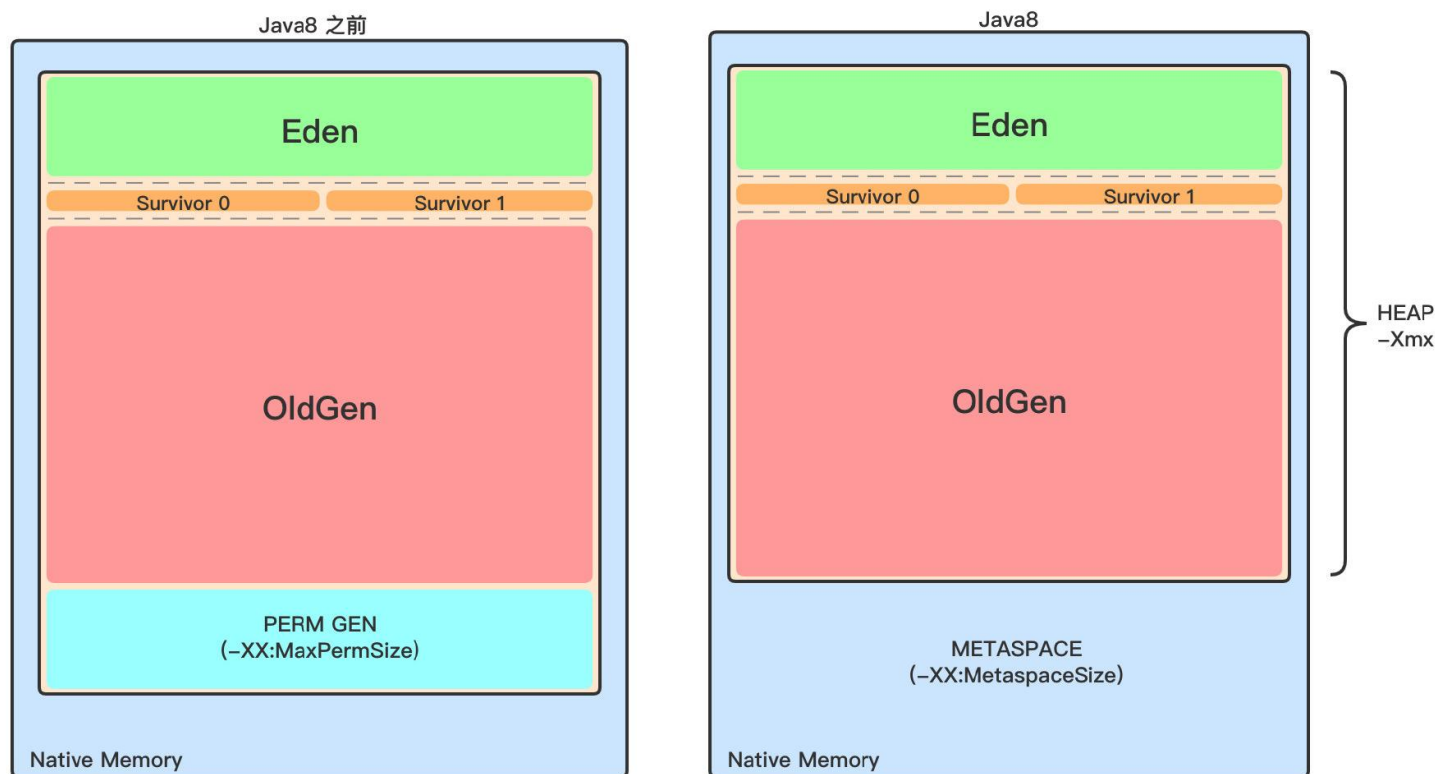 Java8 之前
Eden
Survivor 0
Survivor 1
OldGen
PERM GEN
(-XX:MaxPermSize)
Native Memory
Java8
Eden
Survivor 0
Survivor 1
OldGen
HEAP
-Xmx
METASPACE
(-XX:MetaspaceSize)
Native Memory